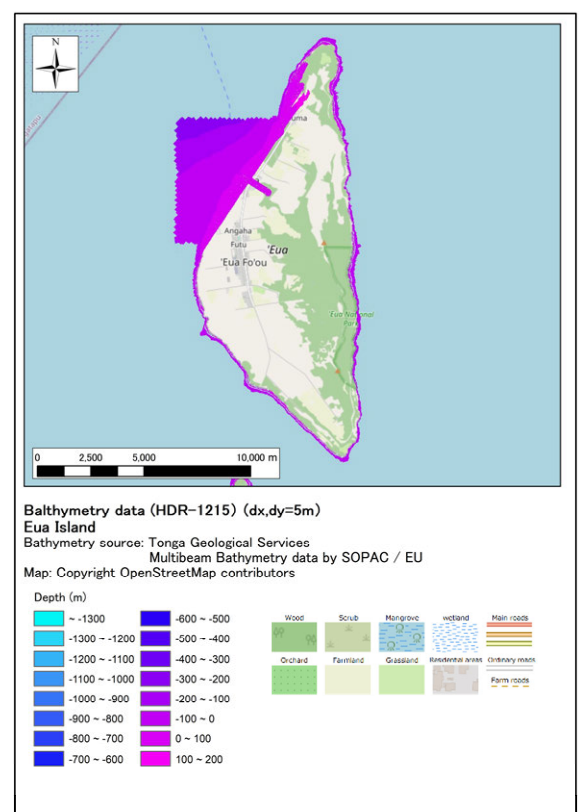 N
uma
Angaha
Futu
'Eua
'Eua Fo'ou
Eua National
Park
0 2,500 5,000 10,000 m
Balthymetry data (HDR-1215) (dx,dy=5m)
Eua Island
Bathymetry source: Tonga Geological Services
Multibeam Bathymetry data by SOPAC / EU
Map: Copyright OpenStreetMap contributors
Depth (m)
~ -1300
-1300 ~ -1200
-1200 ~ -1100
-1100 ~ -1000
-1000 ~ -900
-900 ~ -800
-800 ~ -700
-700 ~ -600
-600 ~ -500
-500 ~ -400
-400 ~ -300
-300 ~ -200
-200 ~ -100
-100 ~ 0
0 ~ 100
100 ~ 200
Wood Scrub Mangrove wetland Main roads
Orchard Farmland Grassland Residential areas Ordinary roads
Farm roads